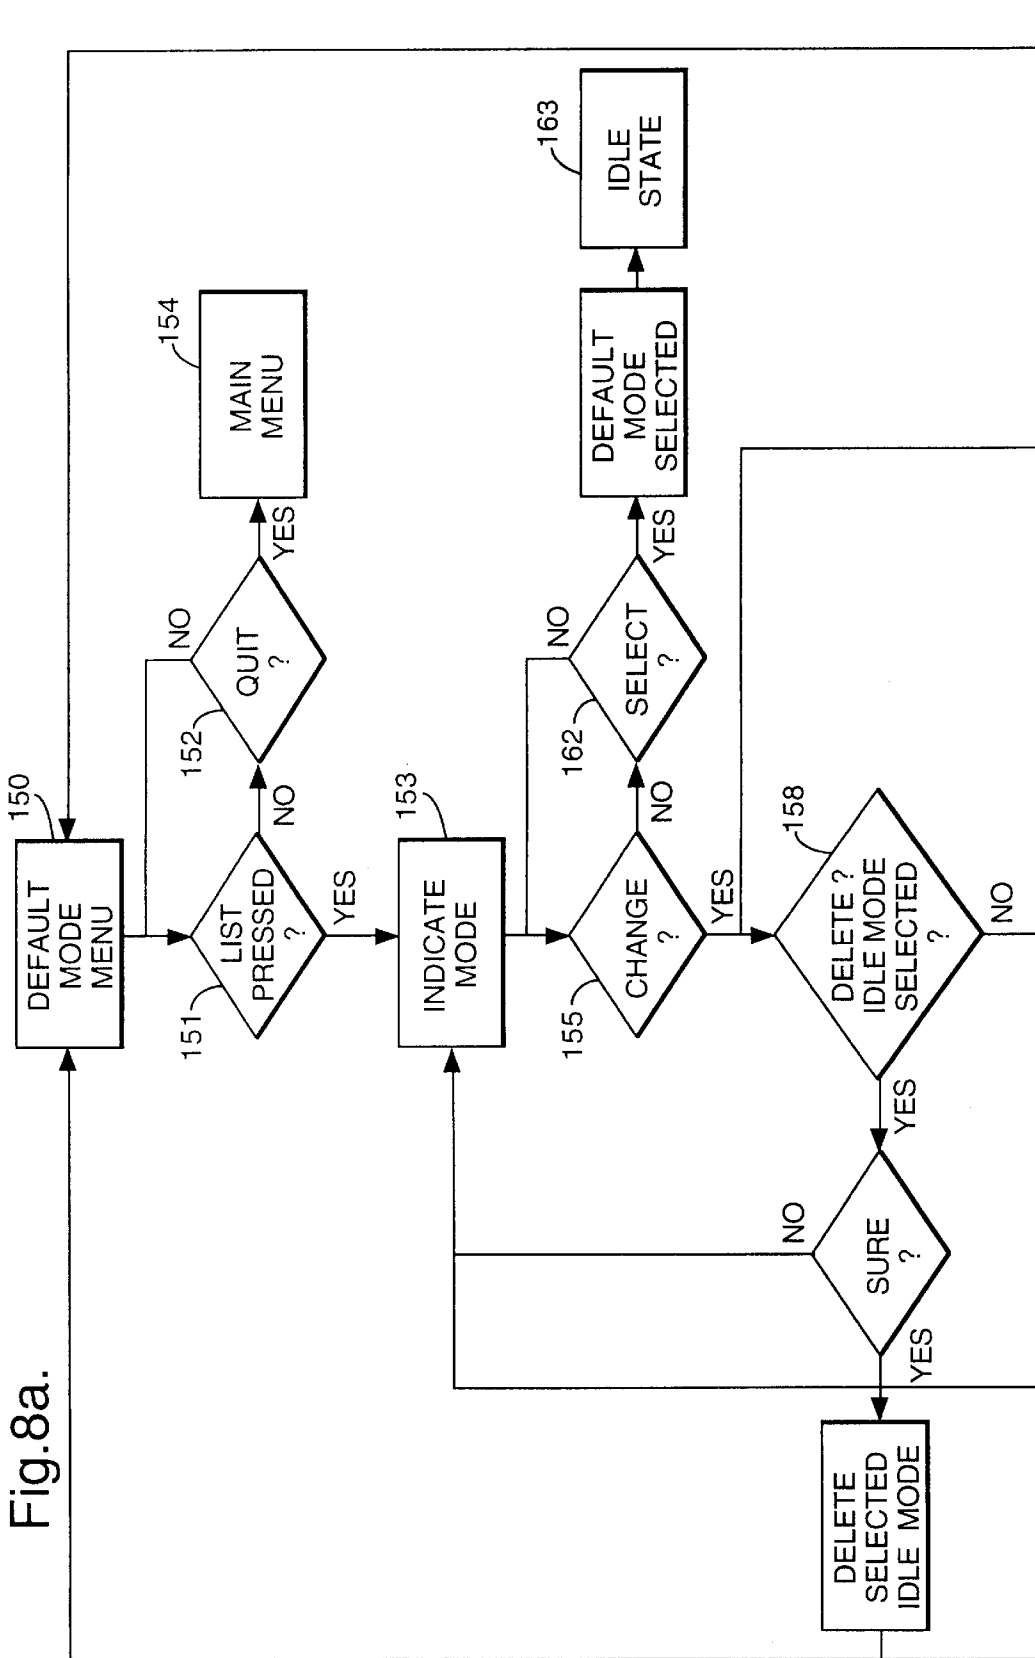 Fig.8a.
150
DEFAULT
MODE
MENU
151
LIST
PRESSED
?
NO
YES
152
QUIT
?
NO
YES
154
MAIN
MENU
153
INDICATE
MODE
155
CHANGE
?
NO
YES
162
SELECT
?
NO
YES
DEFAULT
MODE
SELECTED
163
IDLE
STATE
158
DELETE ?
IDLE MODE
SELECTED
?
YES
NO
SURE
?
NO
YES
DELETE
SELECTED
IDLE MODE